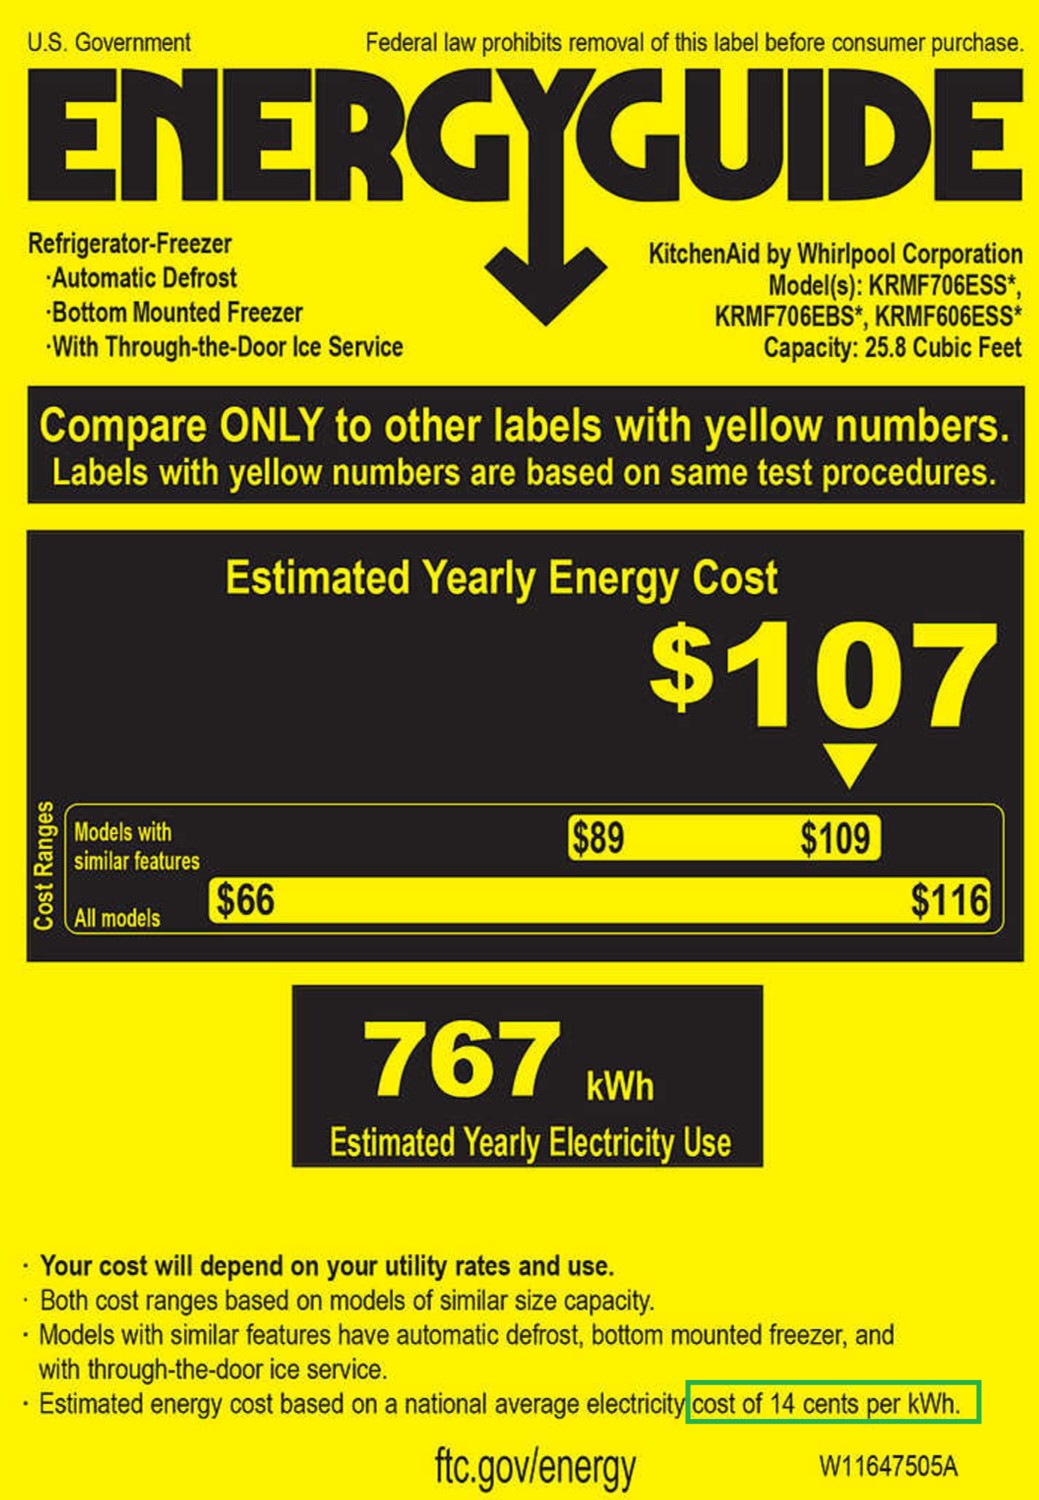 U.S. Government
Federal law prohibits removal of this label before consumer purchase.
ENERGYGUIDE
Refrigerator-Freezer
·Automatic Defrost
·Bottom Mounted Freezer
·With Through-the-Door Ice Service
KitchenAid by Whirlpool Corporation
Model(s): KRMF706ESS*,
KRMF706EBS*, KRMF606ESS*
Capacity: 25.8 Cubic Feet
Compare ONLY to other labels with yellow numbers.
Labels with yellow numbers are based on same test procedures.
Estimated Yearly Energy Cost
$107
Cost Ranges
Models with
similar features
$89
$109
All models
$66
$116
767 kWh
Estimated Yearly Electricity Use
· Your cost will depend on your utility rates and use.
· Both cost ranges based on models of similar size capacity.
· Models with similar features have automatic defrost, bottom mounted freezer, and
with through-the-door ice service.
· Estimated energy cost based on a national average electricity cost of 14 cents per kWh.
ftc.gov/energy
W11647505A